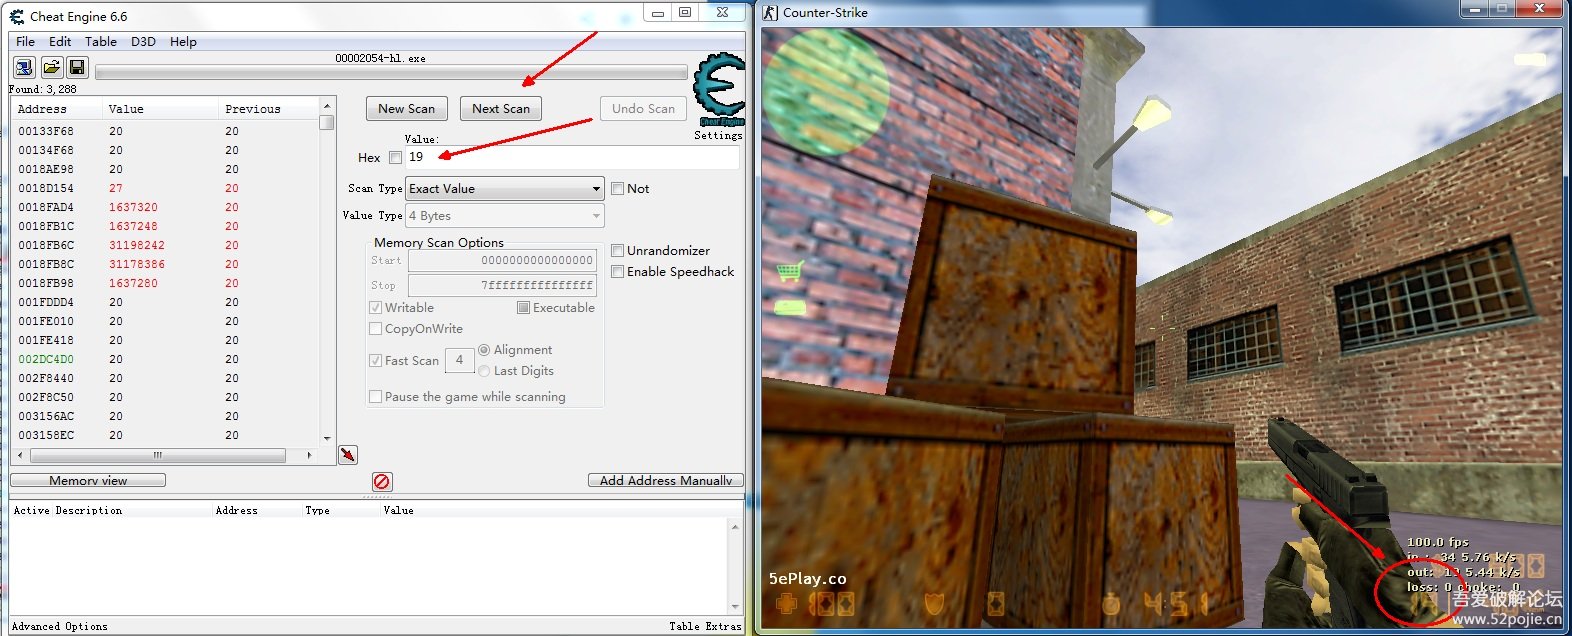 Cheat Engine 6.6
File Edit Table D3D Help
00002054-hl.exe
Found: 3,288
Address Value Previous
00133F68 20 20
00134F68 20 20
0018AE98 20 20
0018D154 27 20
0018FAD4 1637320 20
0018FB1C 1637248 20
0018FB6C 31198242 20
0018FB8C 31178386 20
0018FB98 1637280 20
001FDDD4 20 20
001FE010 20 20
001FE418 20 20
002DC4D0 20 20
002F8440 20 20
002F8C50 20 20
003156AC 20 20
003158EC 20 20
New Scan Next Scan Undo Scan
Cheat Engine
Settings
Value:
Hex 19
Scan Type Exact Value Not
Value Type 4 Bytes
Memory Scan Options
Start 0000000000000000
Stop 7fffffffffffffff
Writable Executable
CopyOnWrite
Fast Scan 4 Alignment
Last Digits
Pause the game while scanning
Unrandomizer
Enable Speedhack
Memory view Add Address Manually
Active Description Address Type Value
Advanced Options Table Extras
Counter-Strike
100.0 fps
in : 34 5.76 k/s
out: 19 5.44 k/s
loss: 0 choke: 0
5ePlay.co
100 0 4:51
吾爱破解论坛
www.52pojie.cn